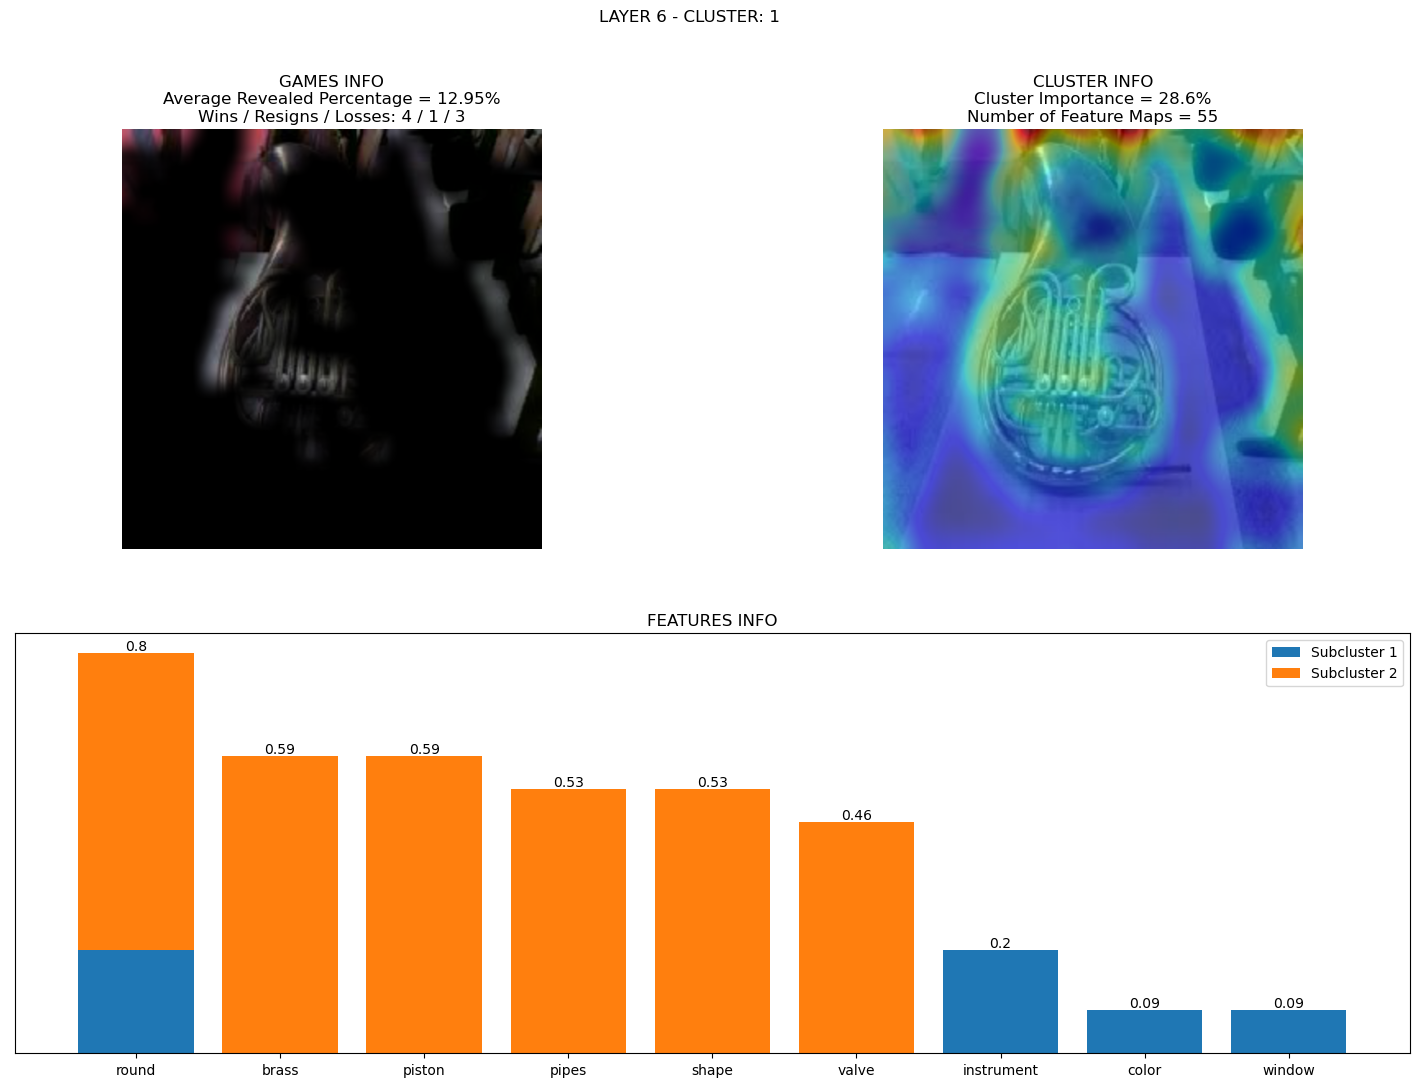 LAYER 6 - CLUSTER: 1
GAMES INFO
Average Revealed Percentage = 12.95%
Wins / Resigns / Losses: 4 / 1 / 3
CLUSTER INFO
Cluster Importance = 28.6%
Number of Feature Maps = 55
FEATURES INFO
Subcluster 1
Subcluster 2
0.8
0.59
0.59
0.53
0.53
0.46
0.2
0.09
0.09
round
brass
piston
pipes
shape
valve
instrument
color
window